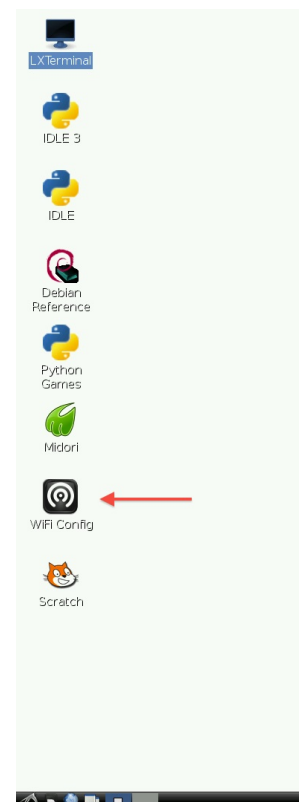 LXTerminal
IDLE 3
IDLE
Debian
Reference
Python
Games
Midori
WiFi Config
Scratch